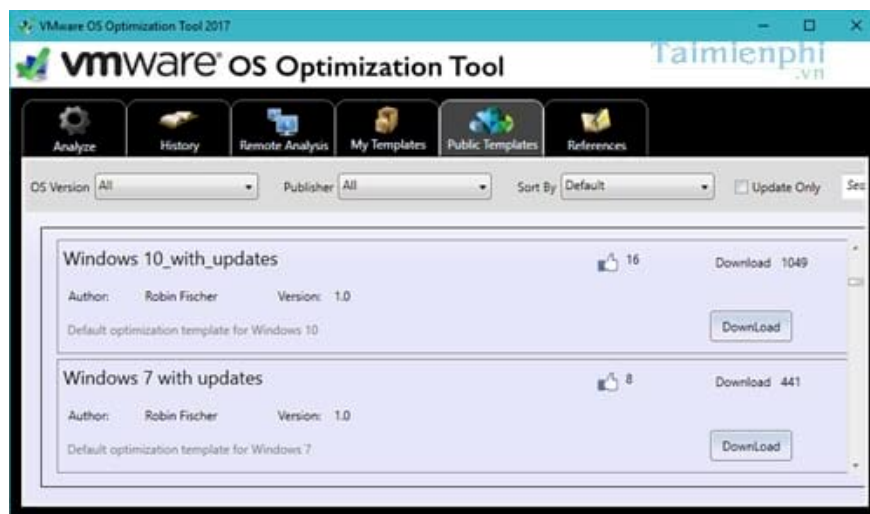 VMware OS Optimization Tool 2017
vmware® OS Optimization Tool
Taimienphi
.vn
Analyze History Remote Analysis My Templates Public Templates References
OS Version All Publisher All Sort By Default Update Only
Windows 10_with_updates 16 Download 1049
Author: Robin Fischer Version: 1.0
Default optimization template for Windows 10 DownLoad
Windows 7 with updates 8 Download 441
Author: Robin Fischer Version: 1.0
Default optimization template for Windows 7 DownLoad